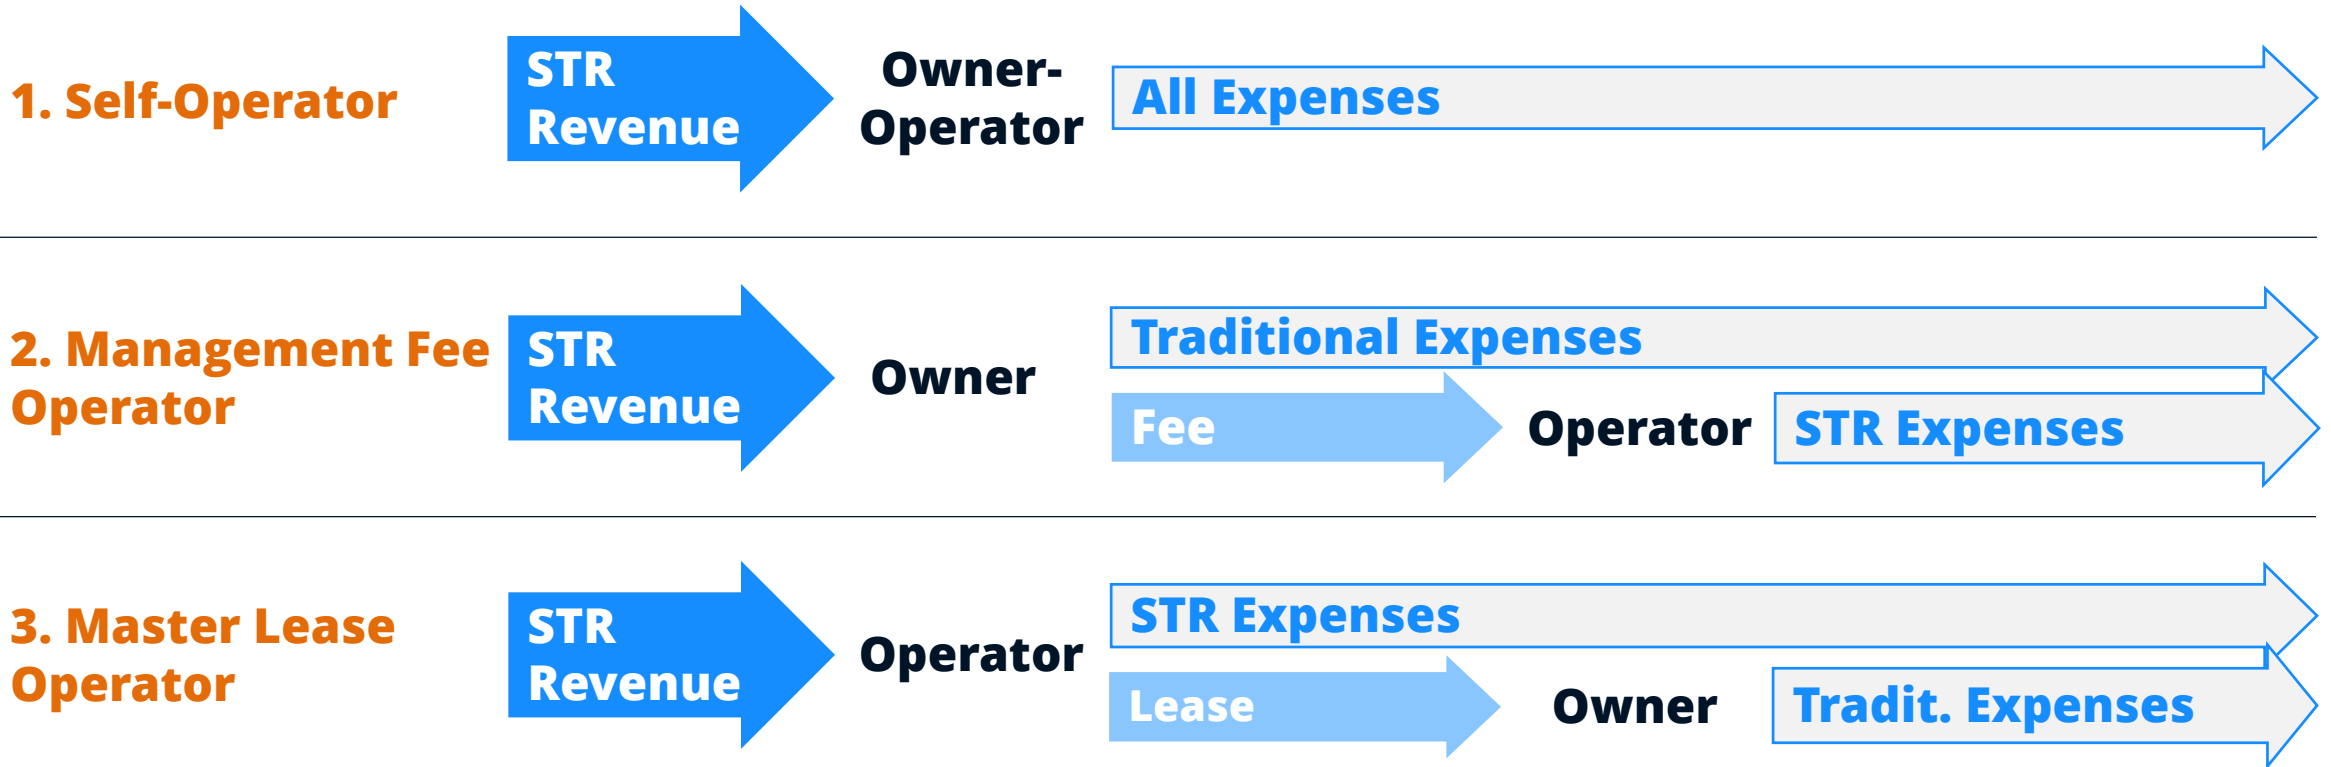 1. Self-Operator
STR
Revenue
Owner-
Operator
All Expenses
2. Management Fee
Operator
STR
Revenue
Owner
Traditional Expenses
Fee
Operator
STR Expenses
3. Master Lease
Operator
STR
Revenue
Operator
STR Expenses
Lease
Owner
Tradit. Expenses